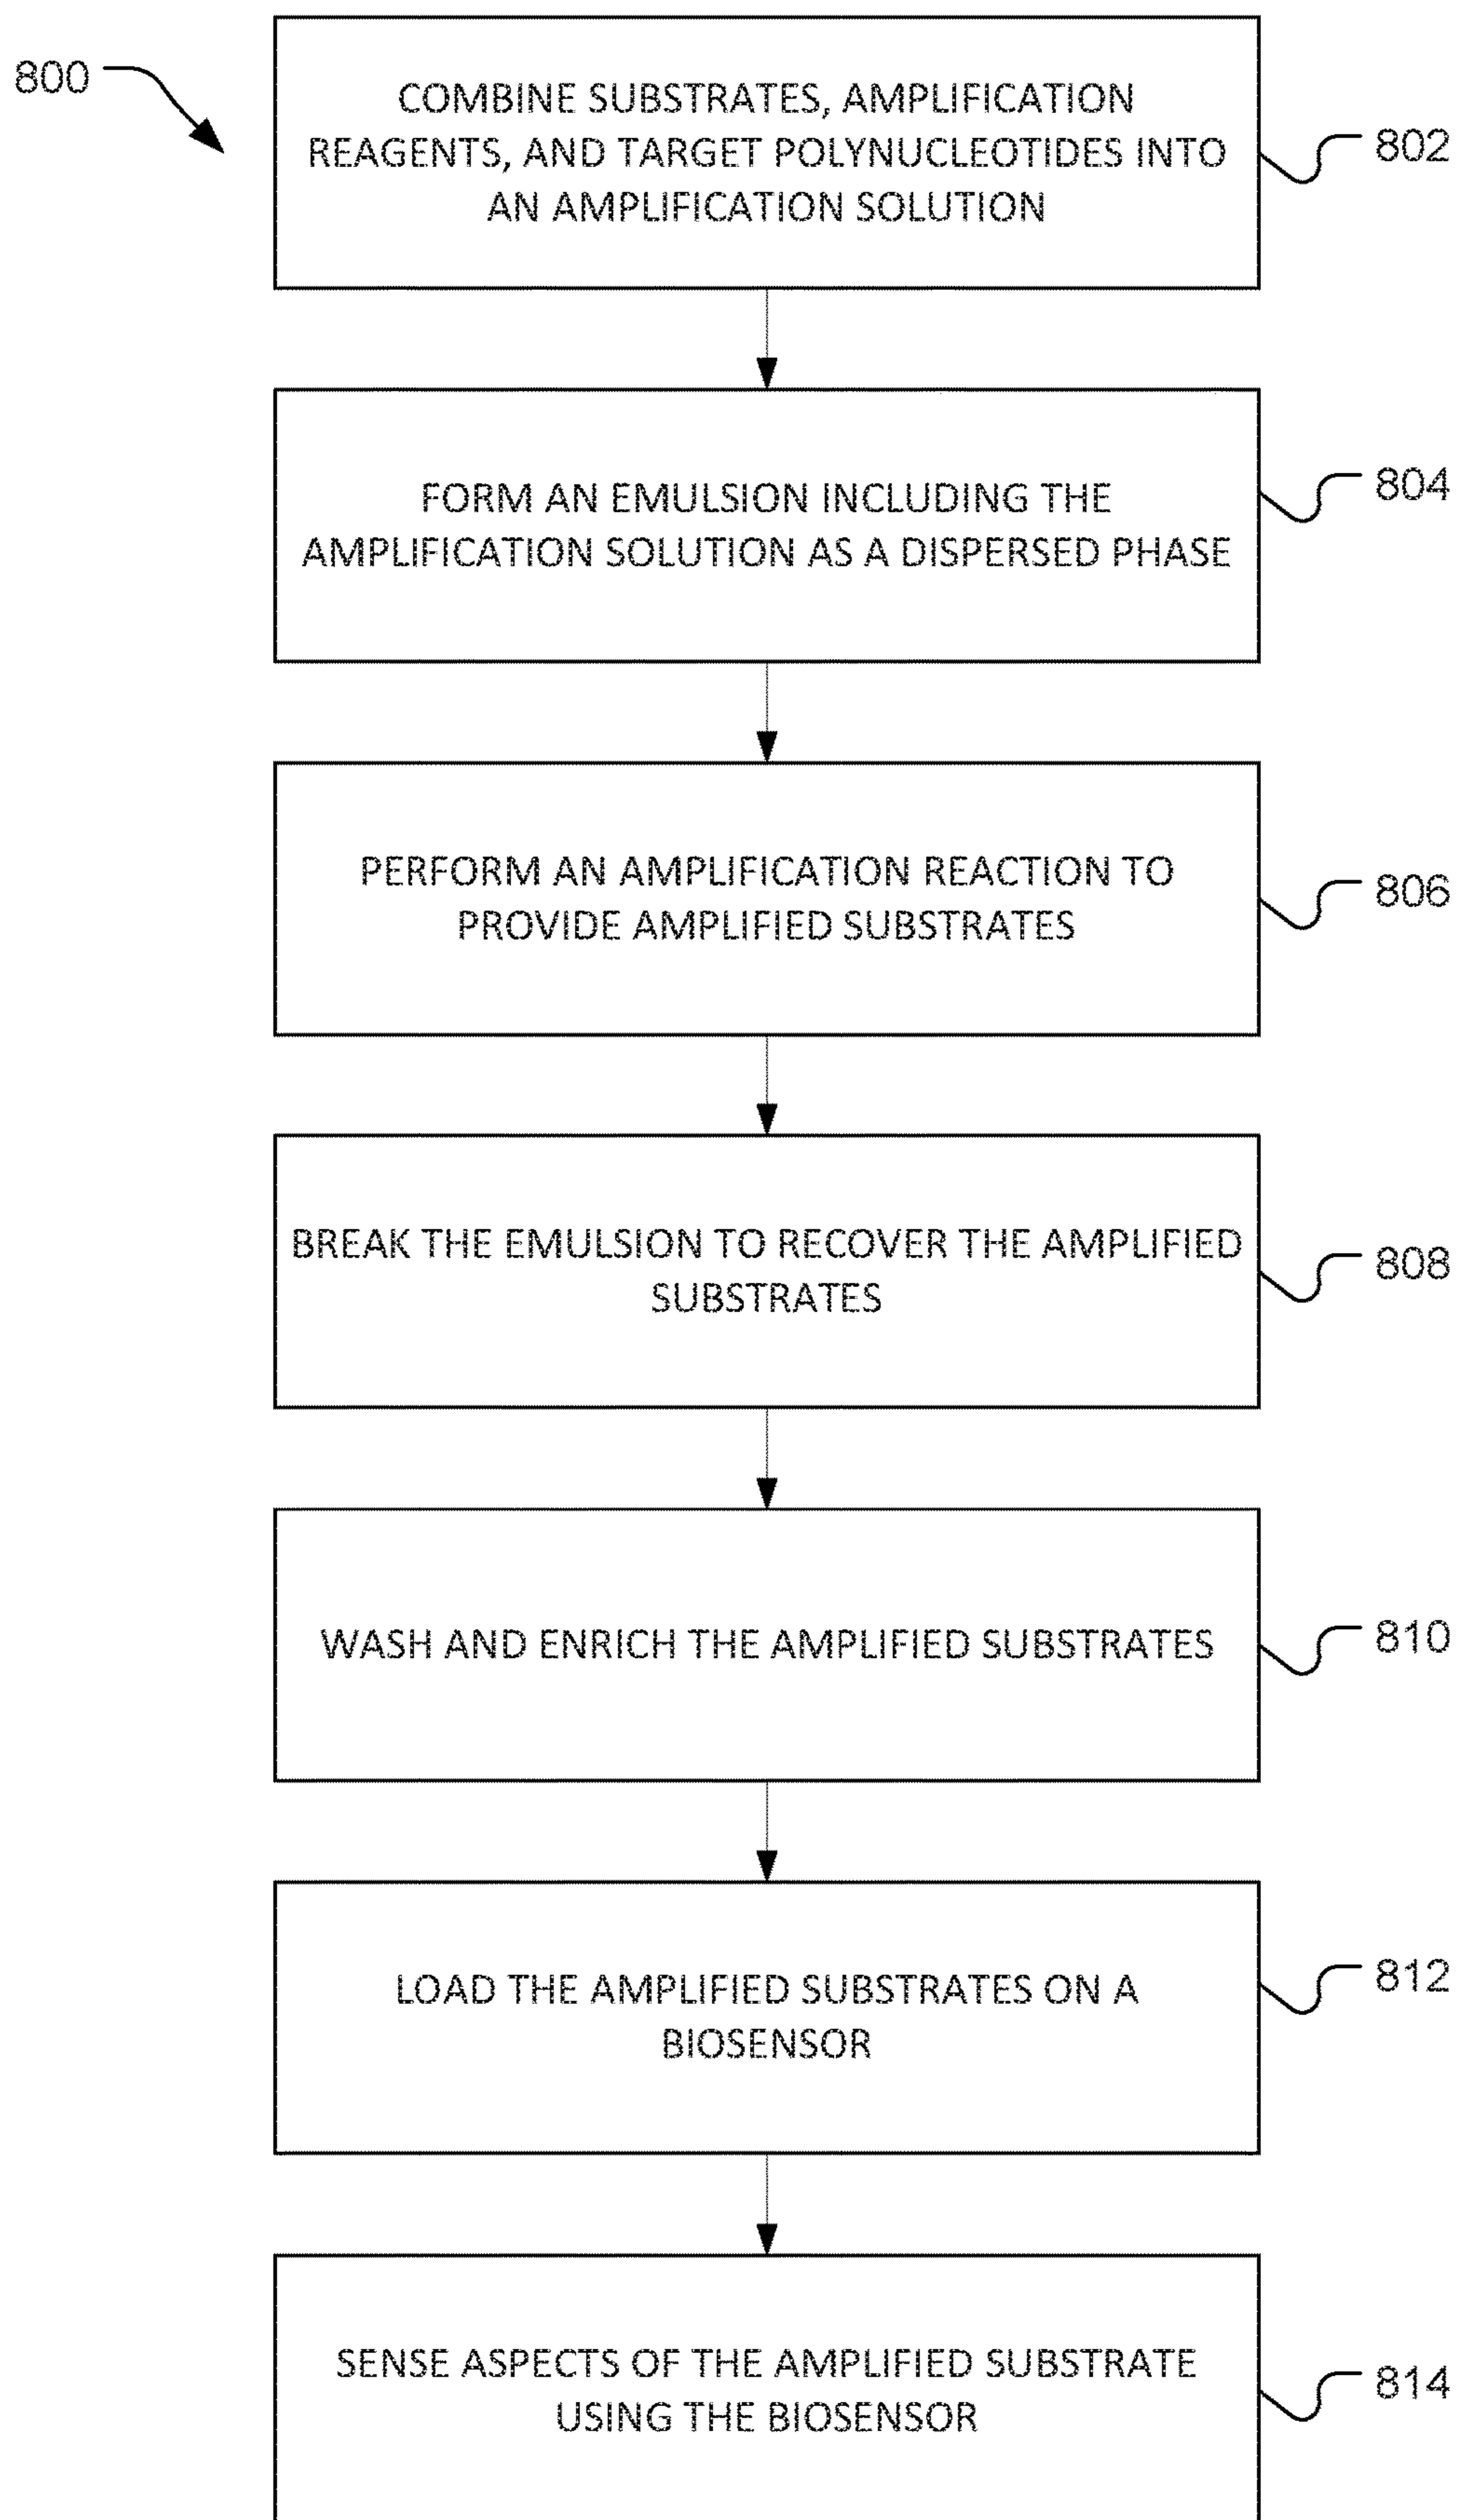 800
COMBINE SUBSTRATES, AMPLIFICATION
REAGENTS, AND TARGET POLYNUCLEOTIDES INTO
AN AMPLIFICATION SOLUTION
802
FORM AN EMULSION INCLUDING THE
AMPLIFICATION SOLUTION AS A DISPERSED PHASE
804
PERFORM AN AMPLIFICATION REACTION TO
PROVIDE AMPLIFIED SUBSTRATES
806
BREAK THE EMULSION TO RECOVER THE AMPLIFIED
SUBSTRATES
808
WASH AND ENRICH THE AMPLIFIED SUBSTRATES
810
LOAD THE AMPLIFIED SUBSTRATES ON A
BIOSENSOR
812
SENSE ASPECTS OF THE AMPLIFIED SUBSTRATE
USING THE BIOSENSOR
814